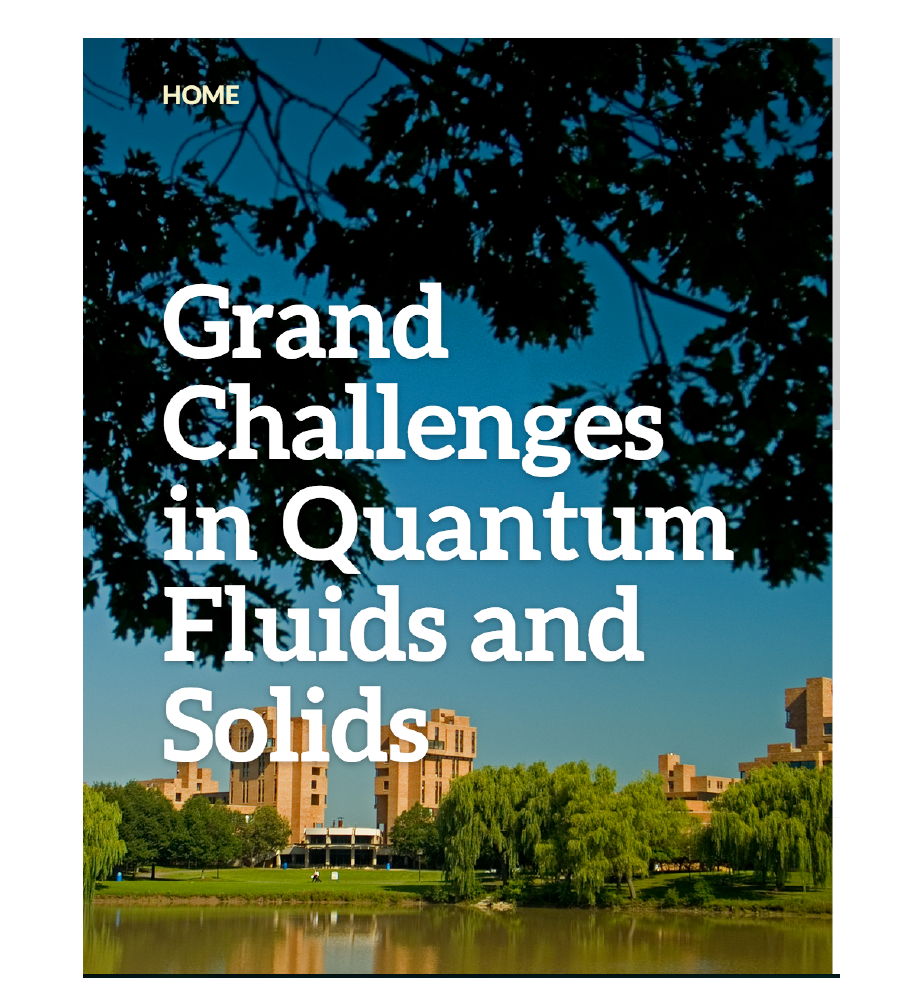 HOME
Grand
Challenges
in Quantum
Fluids and
Solids